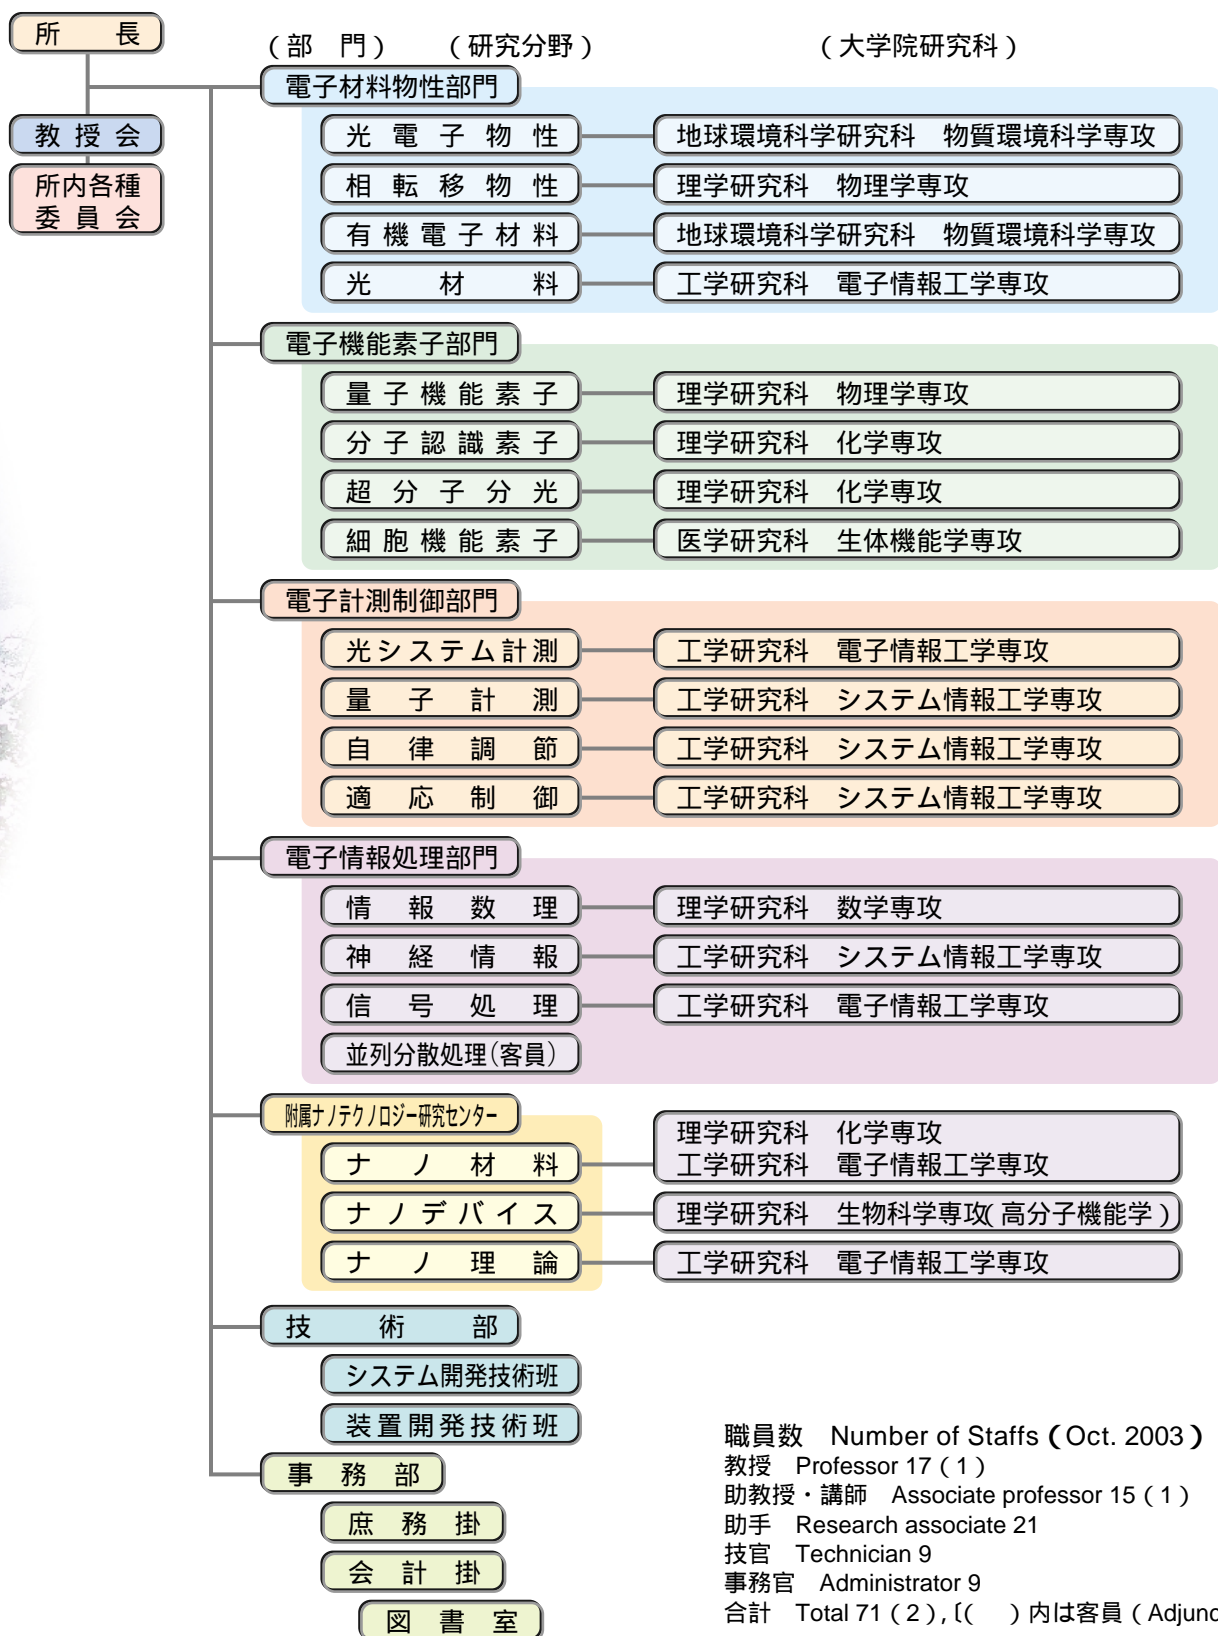 所長
(部 門) (研究分野) (大学院研究科)
教授会
所内各種
委員会
電子材料物性部門
光電子物性 地球環境科学研究科 物質環境科学専攻
相転移物性 理学研究科 物理学専攻
有機電子材料 地球環境科学研究科 物質環境科学専攻
光材料 工学研究科 電子情報工学専攻
電子機能素子部門
量子機能素子 理学研究科 物理学専攻
分子認識素子 理学研究科 化学専攻
超分子分光 理学研究科 化学専攻
細胞機能素子 医学研究科 生体機能学専攻
電子計測制御部門
光システム計測 工学研究科 電子情報工学専攻
量子計測 工学研究科 システム情報工学専攻
自律調節 工学研究科 システム情報工学専攻
適応制御 工学研究科 システム情報工学専攻
電子情報処理部門
情報数理 理学研究科 数学専攻
神経情報 工学研究科 システム情報工学専攻
信号処理 工学研究科 電子情報工学専攻
並列分散処理(客員)
附属ナノテクノロジー研究センター
ナノ材料 理学研究科 化学専攻
工学研究科 電子情報工学専攻
ナノデバイス 理学研究科 生物科学専攻(高分子機能学)
ナノ理論 工学研究科 電子情報工学専攻
技術部
システム開発技術班
装置開発技術班
事務部
庶務掛
会計掛
図書室
職員数 Number of Staffs (Oct. 2003)
教授 Professor 17 (1)
助教授・講師 Associate professor 15 (1)
助手 Research associate 21
技官 Technician 9
事務官 Administrator 9
合計 Total 71 (2),〔( )内は客員 (Adjunc